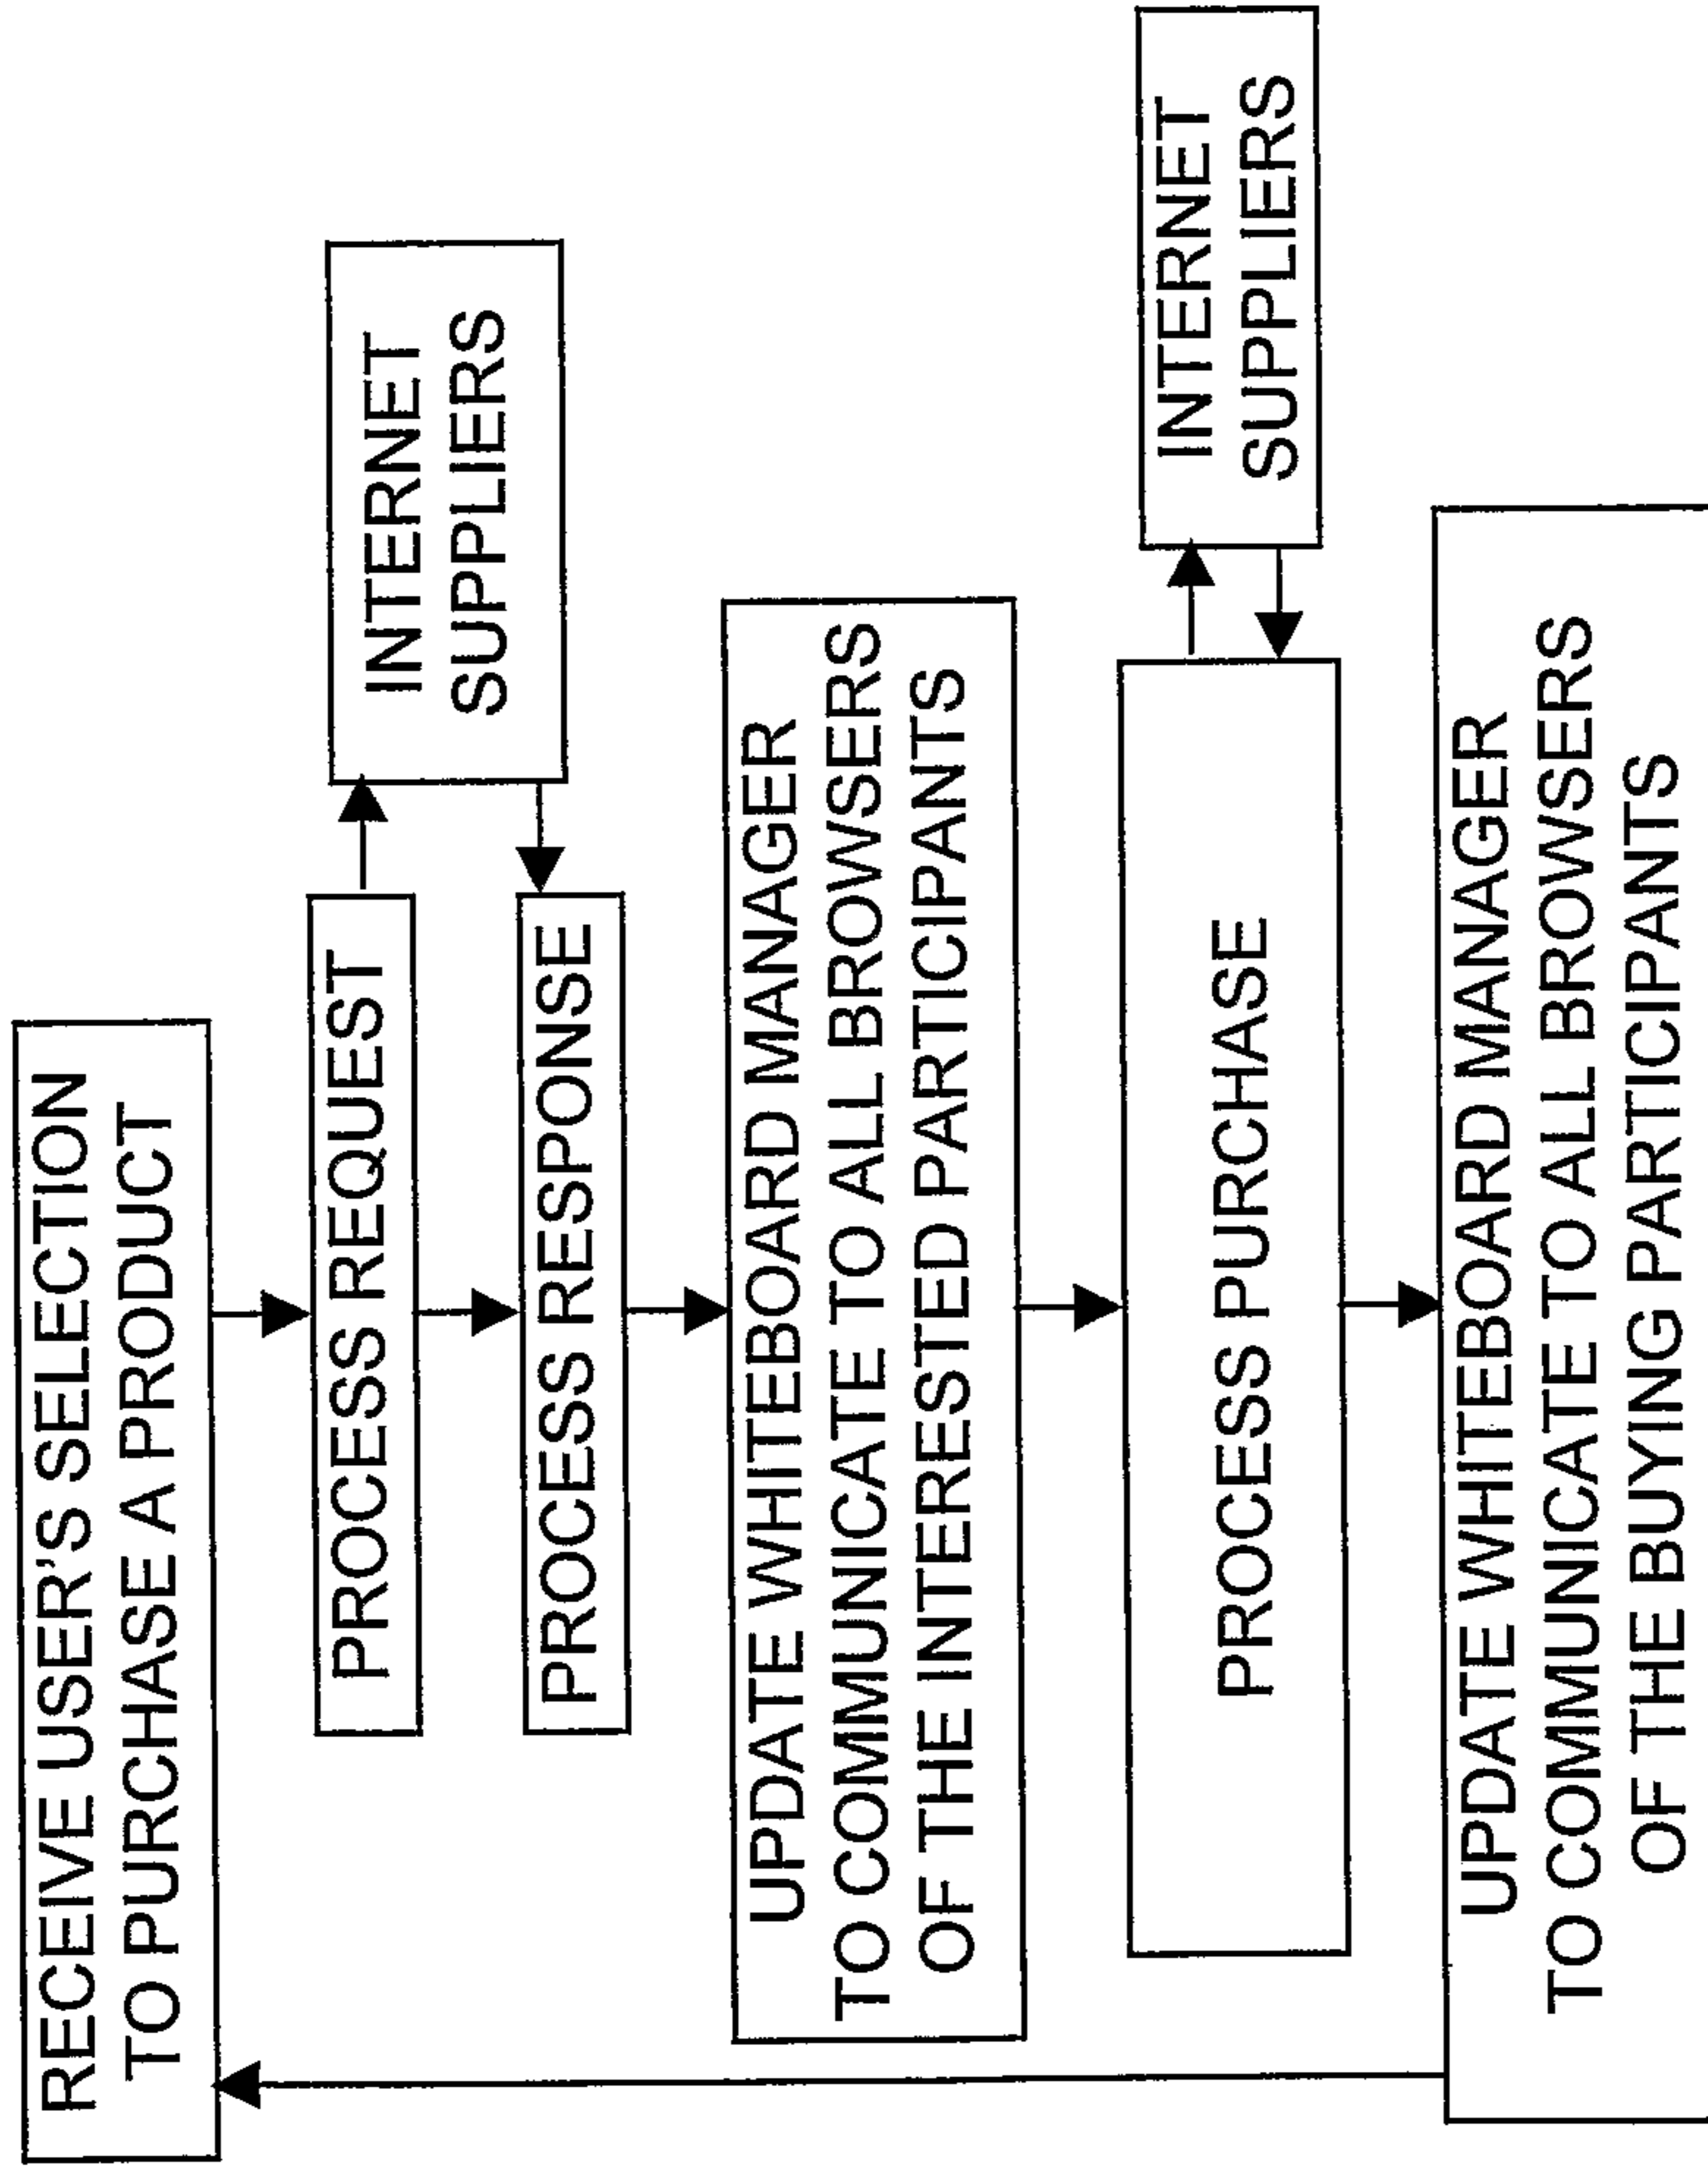 RECEIVE USER'S SELECTION
TO PURCHASE A PRODUCT
PROCESS REQUEST
INTERNET
SUPPLIERS
PROCESS RESPONSE
UPDATE WHITEBOARD MANAGER
TO COMMUNICATE TO ALL BROWSERS
OF THE INTERESTED PARTICIPANTS
PROCESS PURCHASE
INTERNET
SUPPLIERS
UPDATE WHITEBOARD MANAGER
TO COMMUNICATE TO ALL BROWSERS
OF THE BUYING PARTICIPANTS